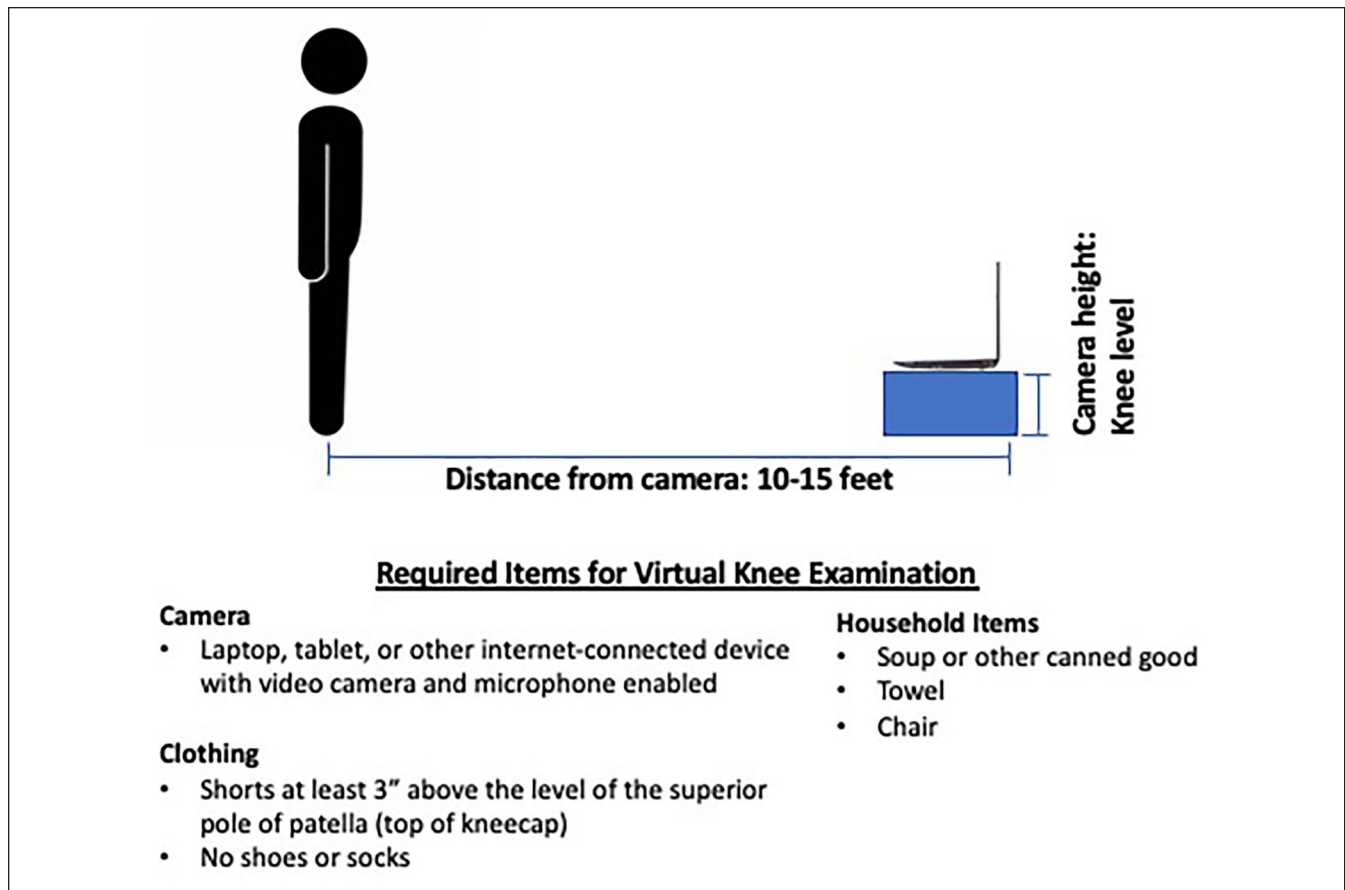 Camera height:
Knee level
Distance from camera: 10-15 feet
Required Items for Virtual Knee Examination
Camera
• Laptop, tablet, or other internet-connected device
with video camera and microphone enabled
Clothing
• Shorts at least 3” above the level of the superior
pole of patella (top of kneecap)
• No shoes or socks
Household Items
• Soup or other canned good
• Towel
• Chair